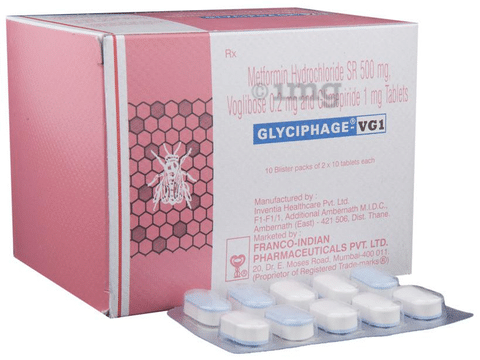 Rx
Metformin Hydrochloride SR 500 mg,
Voglibose 0.2 mg and Glimepiride 1 mg Tablets
©img
GLYCIPHAGE®-VG1
10 Blister packs of 2 x 10 tablets each
Manufactured by :
Inventia Healthcare Pvt. Ltd.
F1-F1/1, Additional Ambernath M.I.D.C.,
Ambernath (East) - 421 506, Dist. Thane.
Marketed by :
FRANCO-INDIAN
PHARMACEUTICALS PVT. LTD.
20, Dr. E. Moses Road, Mumbai-400 011
(Proprietor of Registered Trade-marks®)